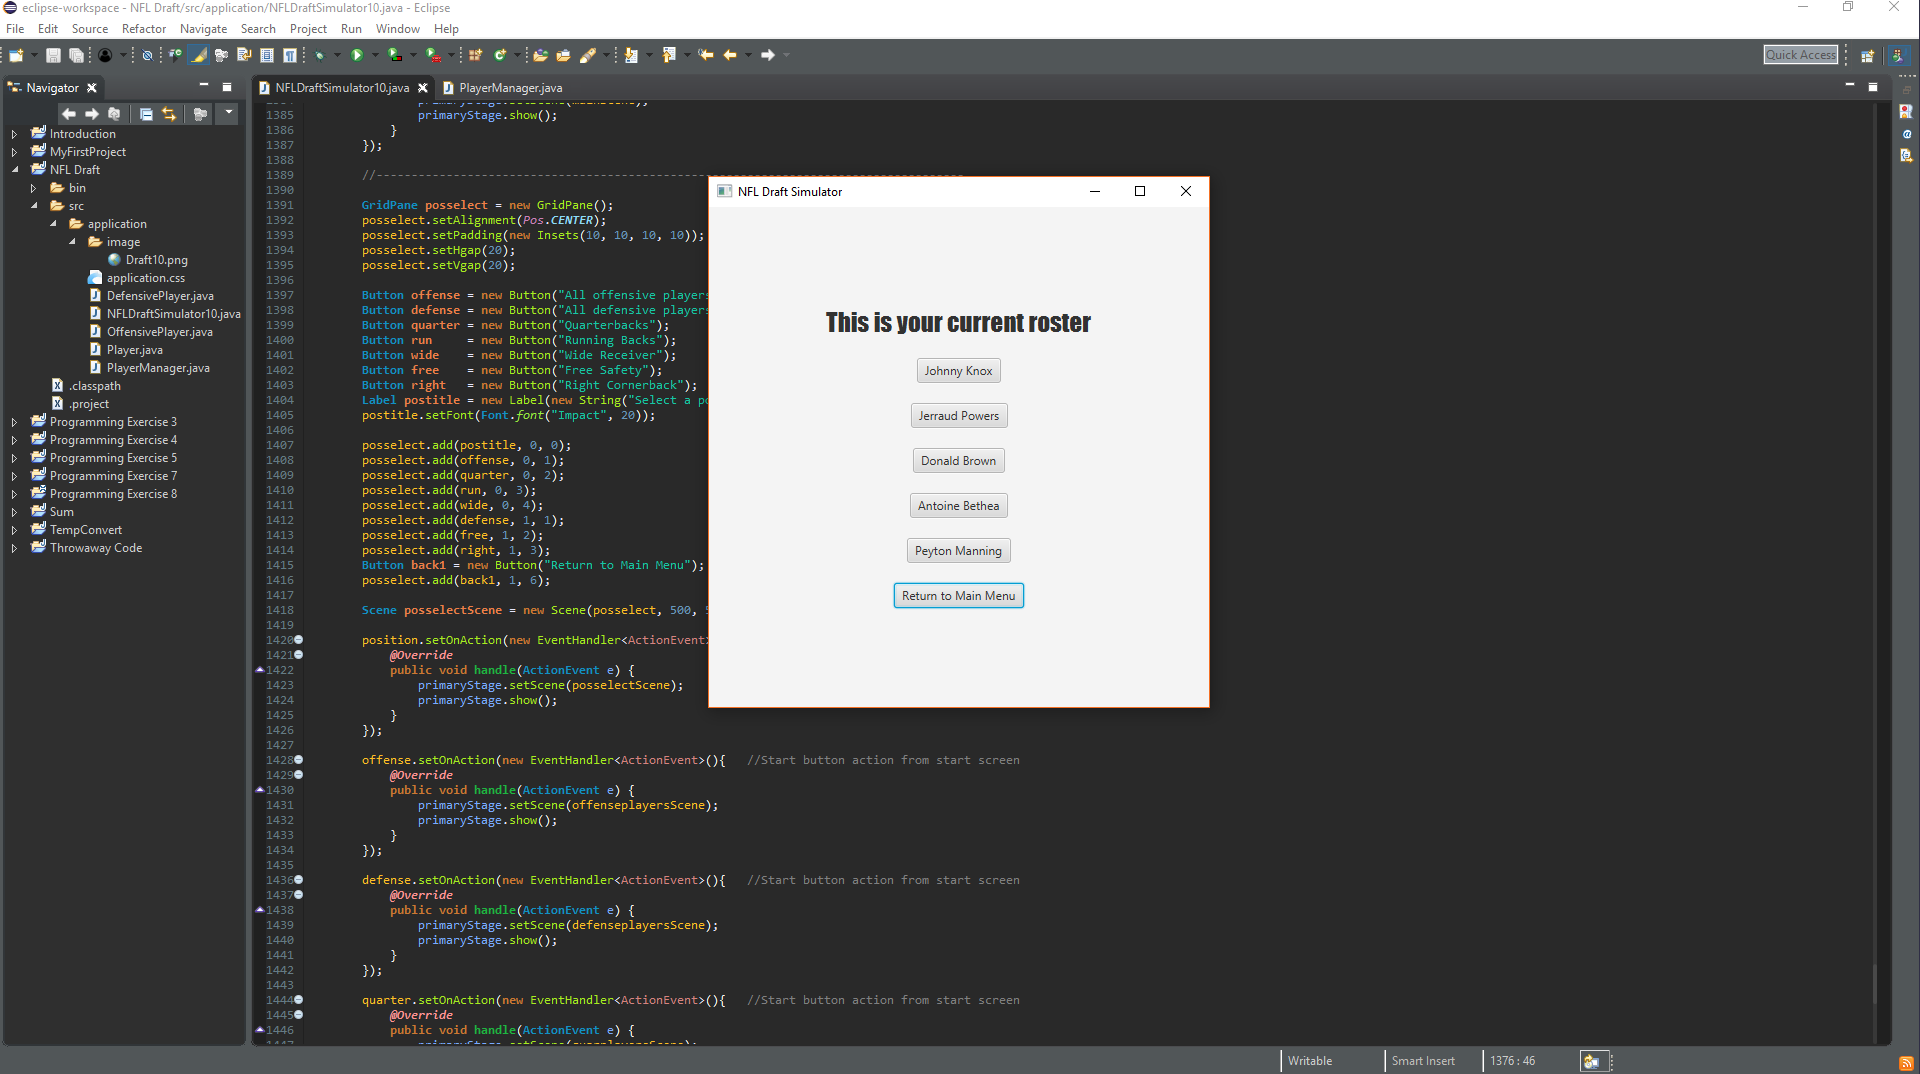 eclipse-workspace - NFL Draft/src/application/NFLDraftSimulator10.java - Eclipse
File Edit Source Refactor Navigate Search Project Run Window Help
Quick Access
Navigator
Introduction
MyFirstProject
NFL Draft
bin
src
application
image
Draft10.png
application.css
DefensivePlayer.java
NFLDraftSimulator10.java
OffensivePlayer.java
Player.java
PlayerManager.java
.classpath
.project
Programming Exercise 3
Programming Exercise 4
Programming Exercise 5
Programming Exercise 7
Programming Exercise 8
Sum
TempConvert
Throwaway Code
NFLDraftSimulator10.java PlayerManager.java
1385 primaryStage.show();
1386 }
1387 });
1388
1389 //------------------------------------------------------------------------------------
1390
1391 GridPane posselect = new GridPane();
1392 posselect.setAlignment(Pos.CENTER);
1393 posselect.setPadding(new Insets(10, 10, 10, 10));
1394 posselect.setHgap(20);
1395 posselect.setVgap(20);
1396
1397 Button offense = new Button("All offensive players
1398 Button defense = new Button("All defensive players
1399 Button quarter = new Button("Quarterbacks");
1400 Button run = new Button("Running Backs");
1401 Button wide = new Button("Wide Receiver");
1402 Button free = new Button("Free Safety");
1403 Button right = new Button("Right Cornerback");
1404 Label postitle = new Label(new String("Select a po
1405 postitle.setFont(Font.font("Impact", 20));
1406
1407 posselect.add(postitle, 0, 0);
1408 posselect.add(offense, 0, 1);
1409 posselect.add(quarter, 0, 2);
1410 posselect.add(run, 0, 3);
1411 posselect.add(wide, 0, 4);
1412 posselect.add(defense, 1, 1);
1413 posselect.add(free, 1, 2);
1414 posselect.add(right, 1, 3);
1415 Button back1 = new Button("Return to Main Menu");
1416 posselect.add(back1, 1, 6);
1417
1418 Scene posselectScene = new Scene(posselect, 500,
1419
1420 position.setOnAction(new EventHandler<ActionEvent>
1421 @Override
1422 public void handle(ActionEvent e) {
1423 primaryStage.setScene(posselectScene);
1424 primaryStage.show();
1425 }
1426 });
1427
1428 offense.setOnAction(new EventHandler<ActionEvent>(){ //Start button action from start screen
1429 @Override
1430 public void handle(ActionEvent e) {
1431 primaryStage.setScene(offenseplayersScene);
1432 primaryStage.show();
1433 }
1434 });
1435
1436 defense.setOnAction(new EventHandler<ActionEvent>(){ //Start button action from start screen
1437 @Override
1438 public void handle(ActionEvent e) {
1439 primaryStage.setScene(defenseplayersScene);
1440 primaryStage.show();
1441 }
1442 });
1443
1444 quarter.setOnAction(new EventHandler<ActionEvent>(){ //Start button action from start screen
1445 @Override
1446 public void handle(ActionEvent e) {
NFL Draft Simulator
This is your current roster
Johnny Knox
Jerraud Powers
Donald Brown
Antoine Bethea
Peyton Manning
Return to Main Menu
Writable Smart Insert 1376 : 46